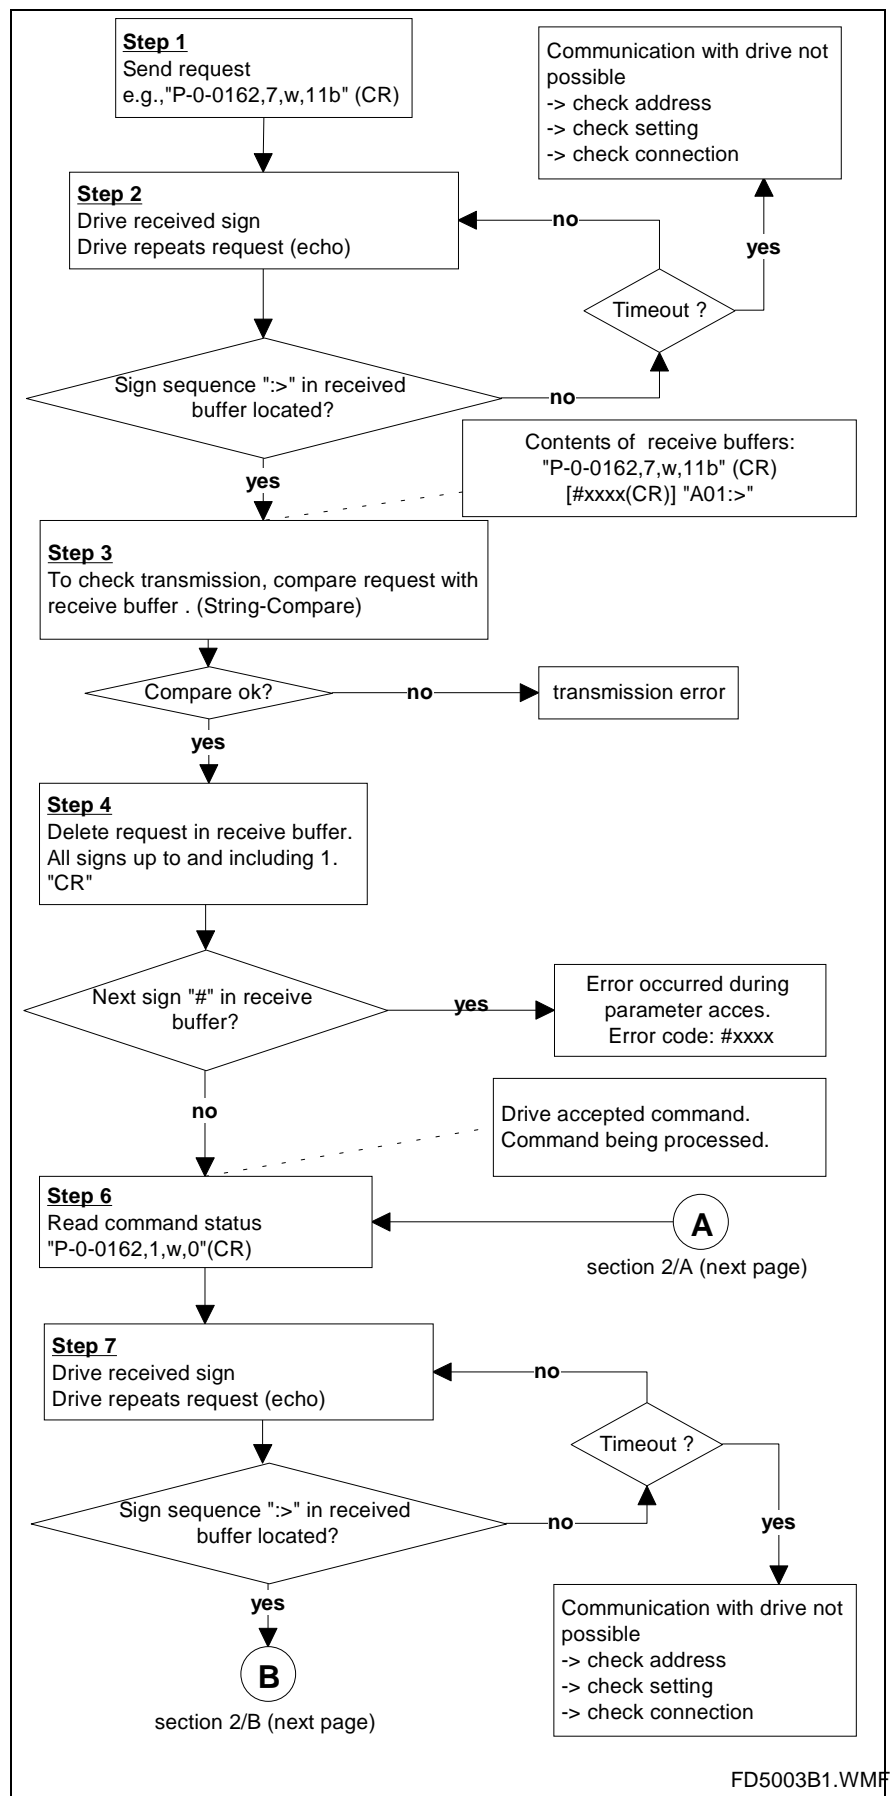 Step 1
Send request
e.g.,"P-0-0162,7,w,11b" (CR)
Communication with drive not
possible
-> check address
-> check setting
-> check connection
Step 2
Drive received sign
Drive repeats request (echo)
no
yes
Timeout ?
Sign sequence ":>" in received
buffer located?
no
Contents of  receive buffers:
"P-0-0162,7,w,11b" (CR)
[#xxxx(CR)] "A01:>"
yes
Step 3
To check transmission, compare request with
receive buffer . (String-Compare)
Compare ok?
no
transmission error
yes
Step 4
Delete request in receive buffer.
All signs up to and including 1.
"CR"
Next sign "#" in receive
buffer?
yes
Error occurred during
parameter acces.
Error code: #xxxx
no
Drive accepted command.
Command being processed.
Step 6
Read command status
"P-0-0162,1,w,0"(CR)
A
section 2/A (next page)
Step 7
Drive received sign
Drive repeats request (echo)
no
Timeout ?
Sign sequence ":>" in received
buffer located?
no
yes
yes
Communication with drive not
possible
-> check address
-> check setting
-> check connection
B
section 2/B (next page)
FD5003B1.WMF